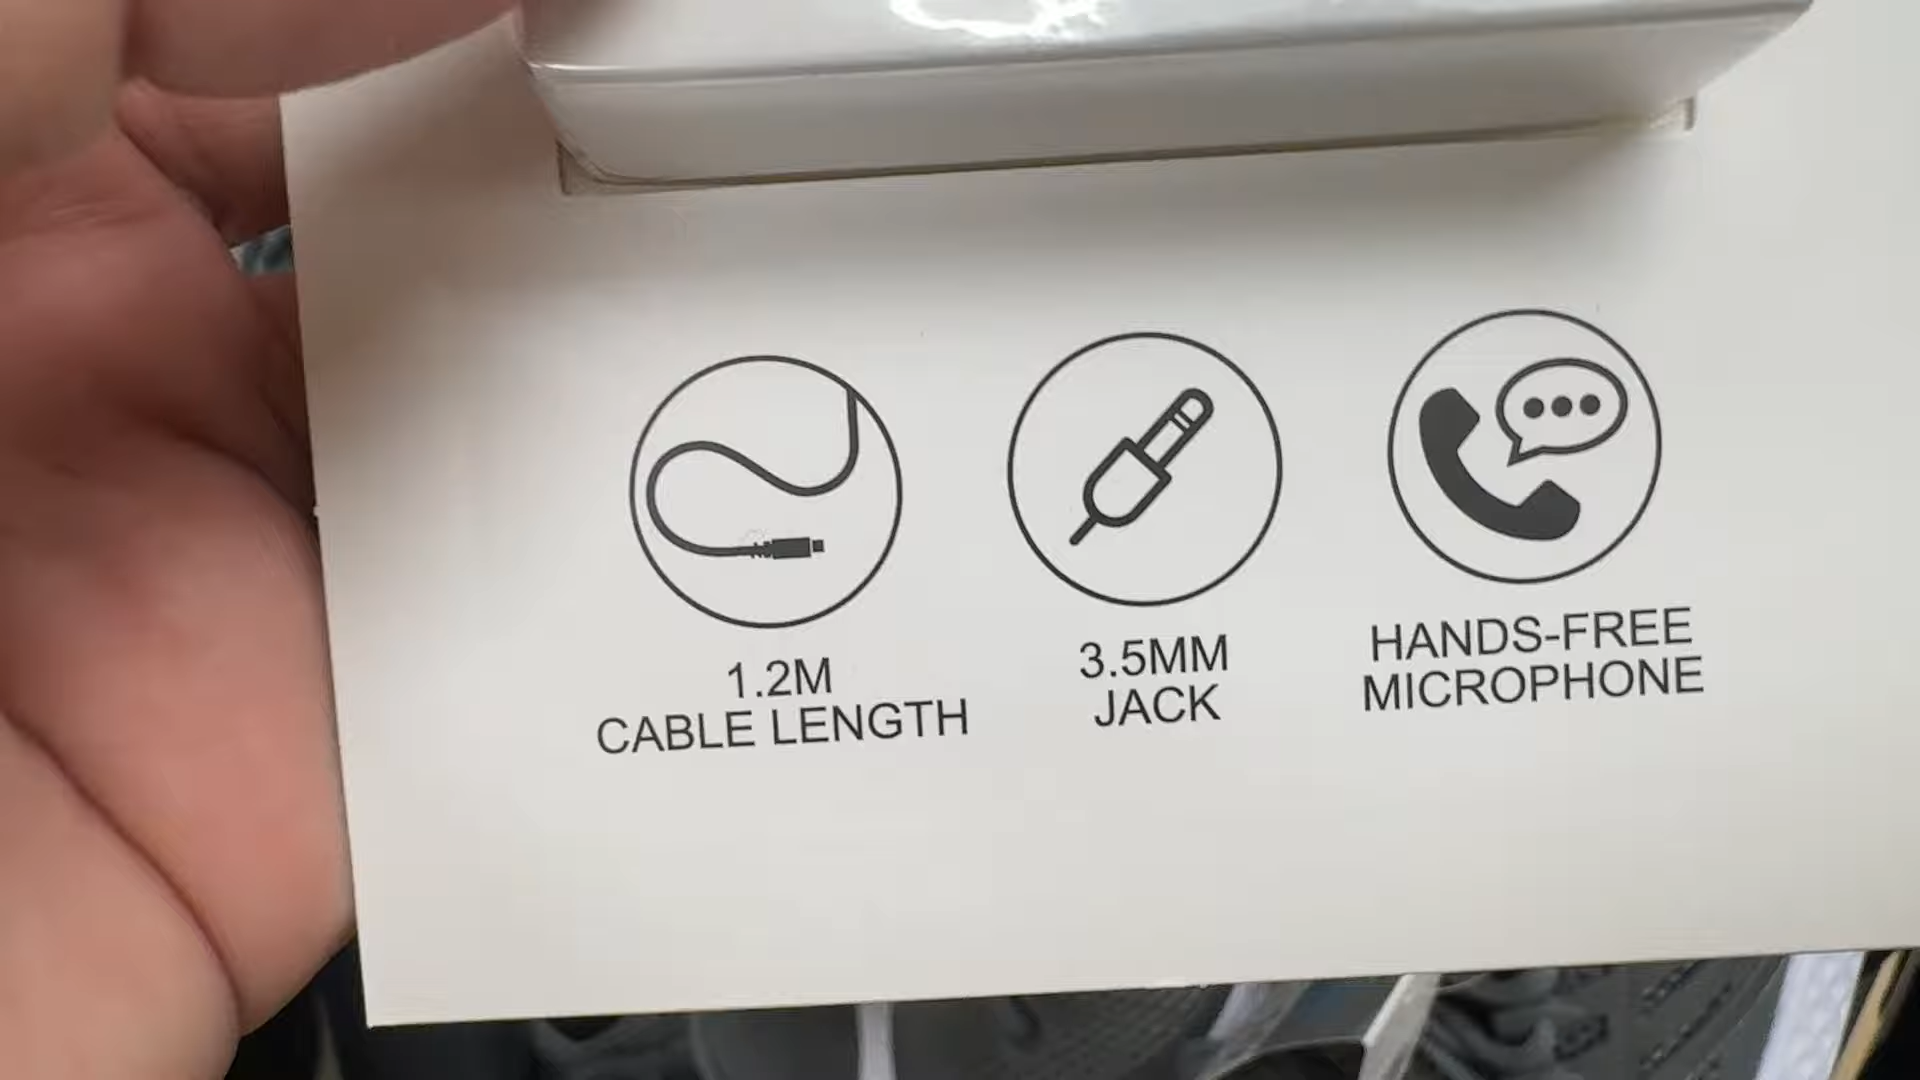 1.2M
CABLE LENGTH
3.5MM
JACK
HANDS-FREE
MICROPHONE